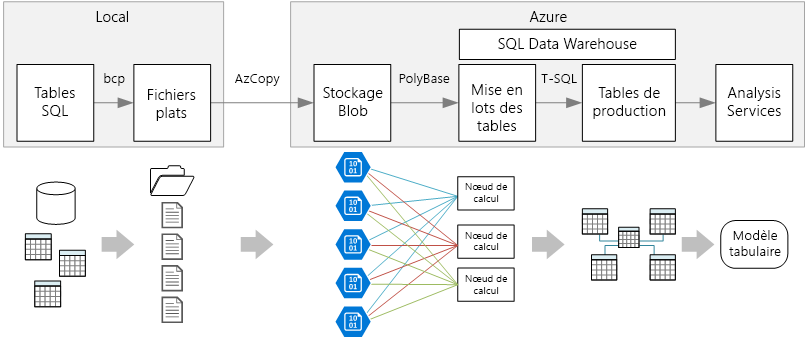 Local
Azure
SQL Data Warehouse
Tables
SQL
bcp
Fichiers
plats
AzCopy
Stockage
Blob
PolyBase
Mise en
lots des
tables
T-SQL
Tables de
production
Analysis
Services
10
01
10
01
10
01
10
01
10
01
Nœud de
calcul
Nœud de
calcul
Nœud de
calcul
Modèle
tabulaire